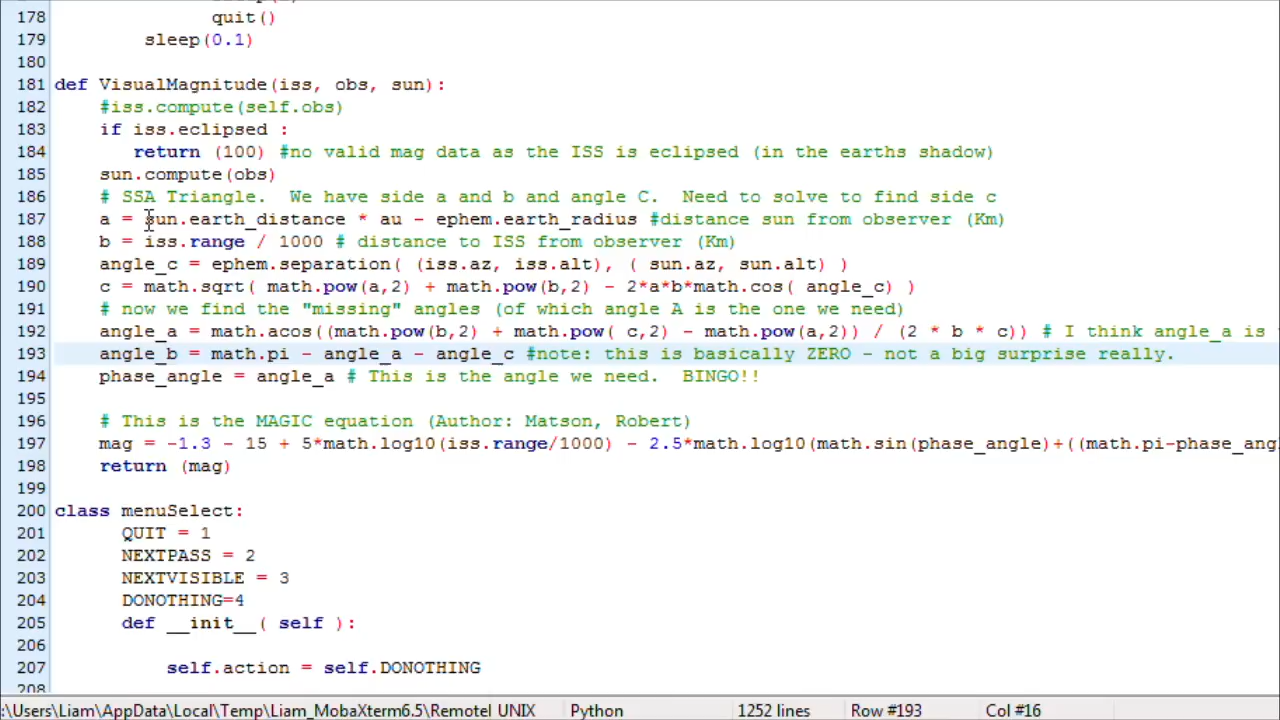 178 quit()
179 sleep(0.1)
180
181 def VisualMagnitude(iss, obs, sun):
182 #iss.compute(self.obs)
183 if iss.eclipsed :
184 return (100) #no valid mag data as the ISS is eclipsed (in the earths shadow)
185 sun.compute(obs)
186 # SSA Triangle. We have side a and b and angle C. Need to solve to find side c
187 a = sun.earth_distance * au - ephem.earth_radius #distance sun from observer (Km)
188 b = iss.range / 1000 # distance to ISS from observer (Km)
189 angle_c = ephem.separation( (iss.az, iss.alt), ( sun.az, sun.alt) )
190 c = math.sqrt( math.pow(a,2) + math.pow(b,2) - 2*a*b*math.cos( angle_c) )
191 # now we find the "missing" angles (of which angle A is the one we need)
192 angle_a = math.acos((math.pow(b,2) + math.pow( c,2) - math.pow(a,2)) / (2 * b * c)) # I think angle_a is
193 angle_b = math.pi - angle_a - angle_c #note: this is basically ZERO - not a big surprise really.
194 phase_angle = angle_a # This is the angle we need. BINGO!!
195
196 # This is the MAGIC equation (Author: Matson, Robert)
197 mag = -1.3 - 15 + 5*math.log10(iss.range/1000) - 2.5*math.log10(math.sin(phase_angle)+((math.pi-phase_ang
198 return (mag)
199
200 class menuSelect:
201 QUIT = 1
202 NEXTPASS = 2
203 NEXTVISIBLE = 3
204 DONOTHING=4
205 def __init__( self ):
206
207 self.action = self.DONOTHING
208
:\Users\Liam\AppData\Local\Temp\Liam_MobaXterm6.5\Remotel UNIX Python 1252 lines Row #193 Col #16